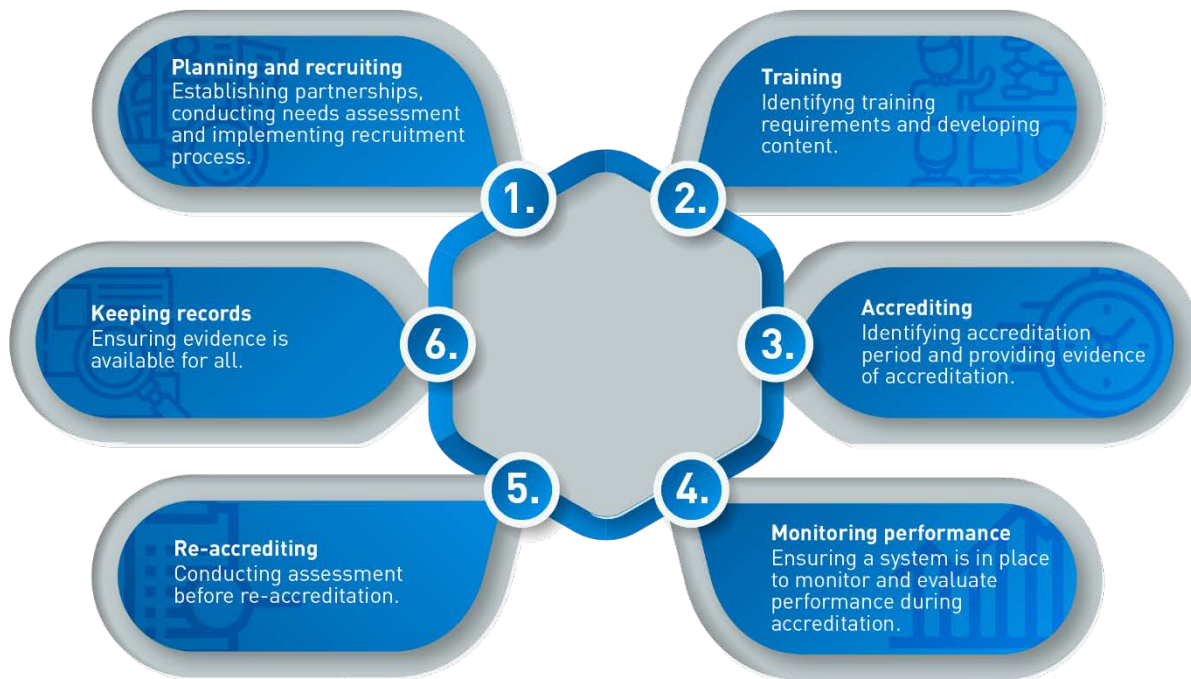 1.
Planning and recruiting
Establishing partnerships,
conducting needs assessment
and implementing recruitment
process.
2.
Training
Identifyng training
requirements and developing
content.
3.
Accrediting
Identifying accreditation
period and providing evidence
of accreditation.
4.
Monitoring performance
Ensuring a system is in place
to monitor and evaluate
performance during
accreditation.
5.
Re-accrediting
Conducting assessment
before re-accreditation.
6.
Keeping records
Ensuring evidence is
available for all.